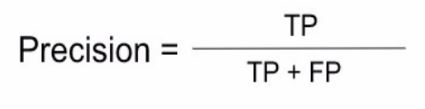 Precision = TP
TP + FP